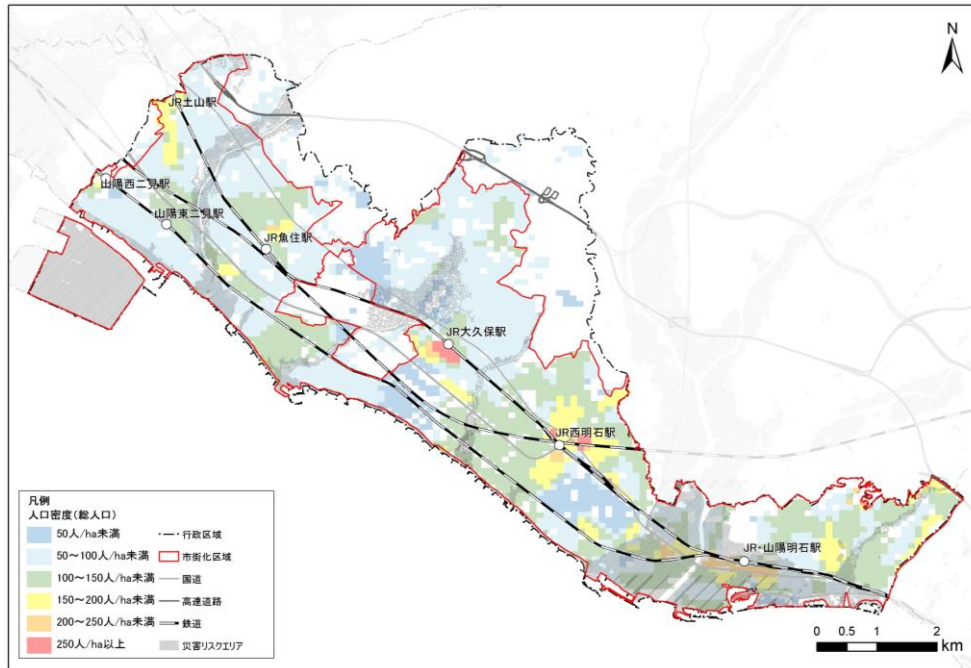 N
JR土山駅
山陽西二見駅
山陽東二見駅
JR魚住駅
JR大久保駅
JR西明石駅
JR・山陽明石駅
凡例
人口密度(総人口)
50人/ha未満
50～100人/ha未満
100～150人/ha未満
150～200人/ha未満
200～250人/ha未満
250人/ha以上
行政区域
市街化区域
国道
高速道路
鉄道
災害リスクエリア
0 0.5 1 2
km